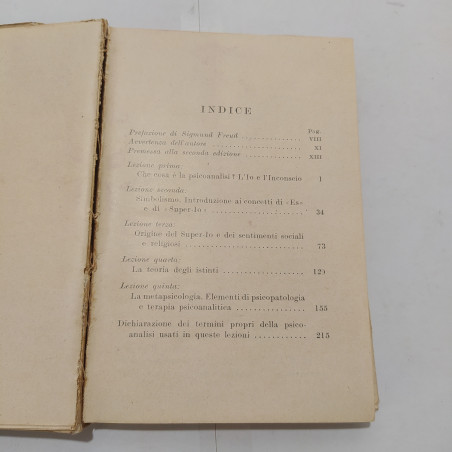 INDICE
Pag.
Prefazione di Sigmund Freud . . . . . . . . . . . . VIII
Avvertenza dell'autore . . . . . . . . . . . . XI
Premessa alla seconda edizione . . . . . . . . . . . . XIII
Lezione prima:
Che cosa è la psicoanalisi? L'Io e l'Inconscio 1
Lezione seconda:
Simbolismo. Introduzione ai concetti di «Es»
e di «Super-Io» . . . . . . . . . . . . 34
Lezione terza:
Origine del Super-Io e dei sentimenti sociali
e religiosi . . . . . . . . . . . . 73
Lezione quarta:
La teoria degli istinti . . . . . . . . . . . . 129
Lezione quinta:
La metapsicologia. Elementi di psicopatologia
e terapia psicoanalitica . . . . . . . . . . . . 155
Dichiarazione dei termini propri della psico-
analisi usati in queste lezioni . . . . . . . . . . . . 215